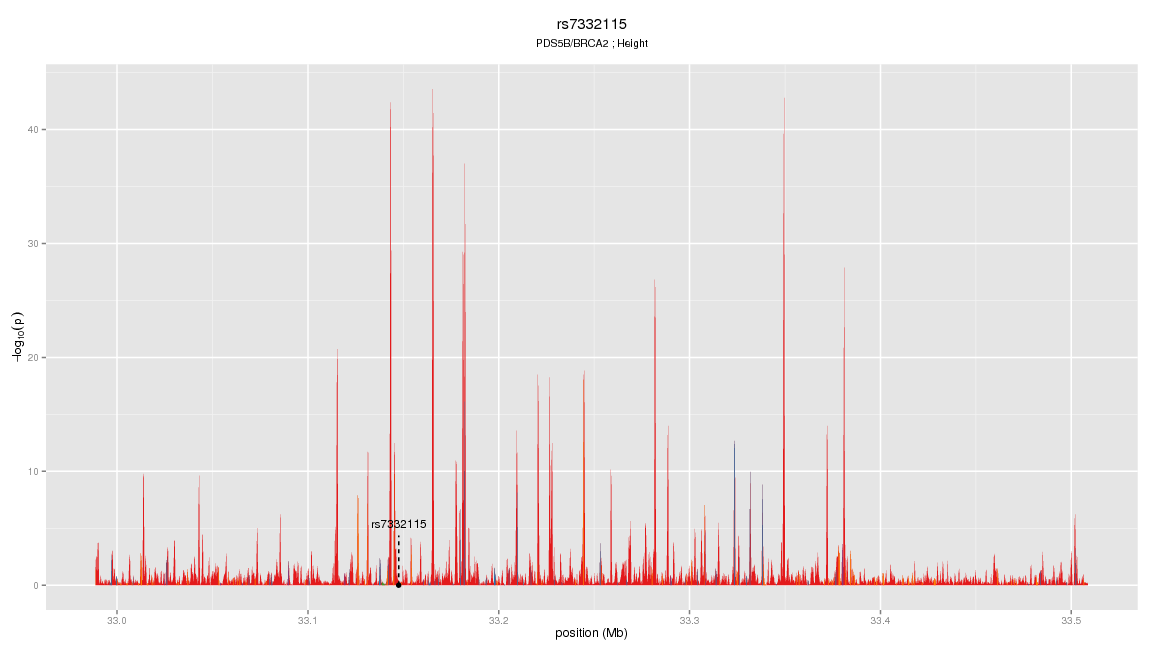 rs7332115
PDS5B/BRCA2 ; Height
40
30
20
10
0
-log10(p)
rs7332115
33.0 33.1 33.2 33.3 33.4 33.5
position (Mb)